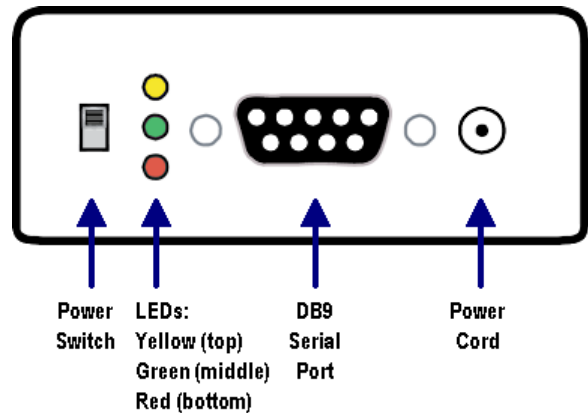 Power
Switch
LEDs:
Yellow (top)
Green (middle)
Red (bottom)
DB9
Serial
Port
Power
Cord